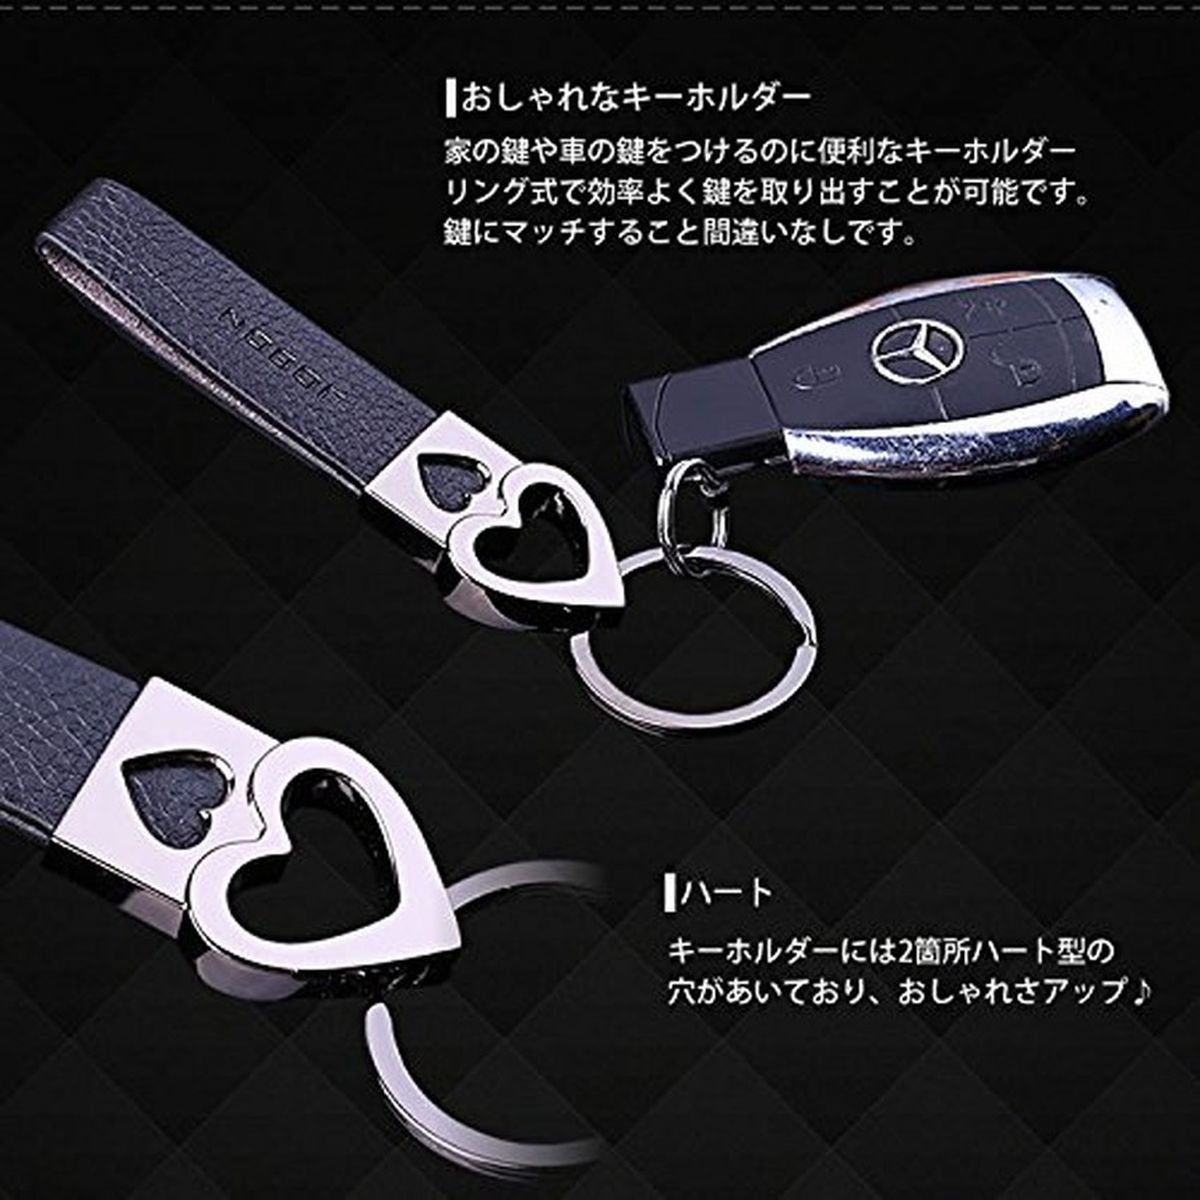 おしゃれなキーホルダー
家の鍵や車の鍵をつけるのに便利なキーホルダー
リング式で効率よく鍵を取り出すことが可能です。
鍵にマッチすること間違いなしです。
ハート
キーホルダーには2箇所ハート型の
穴があいており、おしゃれさアップ♪